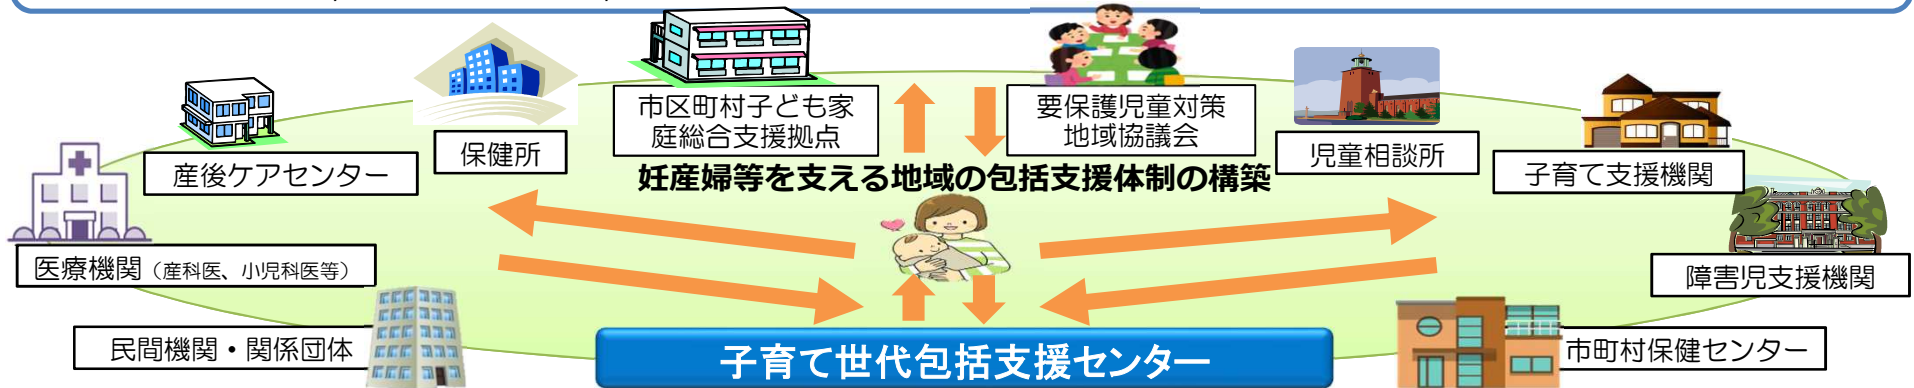 市区町村子ども家
庭総合支援拠点
要保護児童対策
地域協議会
保健所
児童相談所
産後ケアセンター
子育て支援機関
妊産婦等を支える地域の包括支援体制の構築
医療機関（産科医、小児科医等）
障害児支援機関
民間機関・関係団体
子育て世代包括支援センター
市町村保健センター